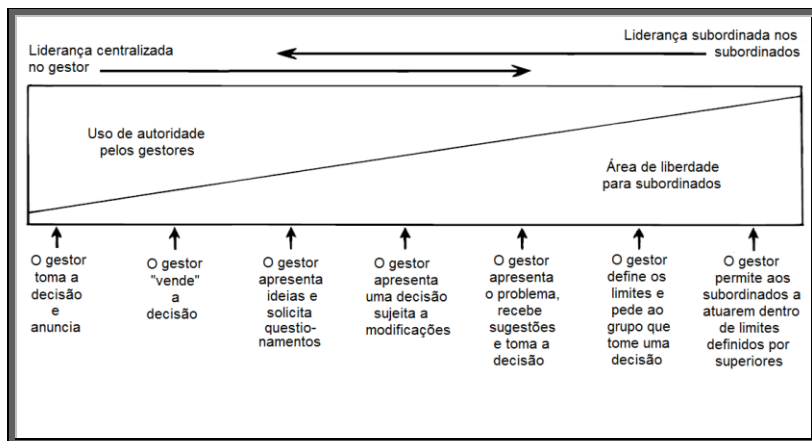 Liderança centralizada
no gestor
Liderança subordinada nos
subordinados
Uso de autoridade
pelos gestores
Área de liberdade
para subordinados
O gestor
toma a
decisão
e
anuncia
O gestor
"vende"
a
decisão
O gestor
apresenta
ideias e
solicita
questio-
namentos
O gestor
apresenta
uma decisão
sujeita a
modificações
O gestor
apresenta
o problema,
recebe
sugestões
e toma a
decisão
O gestor
define os
limites e
pede ao
grupo que
tome uma
decisão
O gestor
permite aos
subordinados a
atuarem dentro
de limites
definidos por
superiores